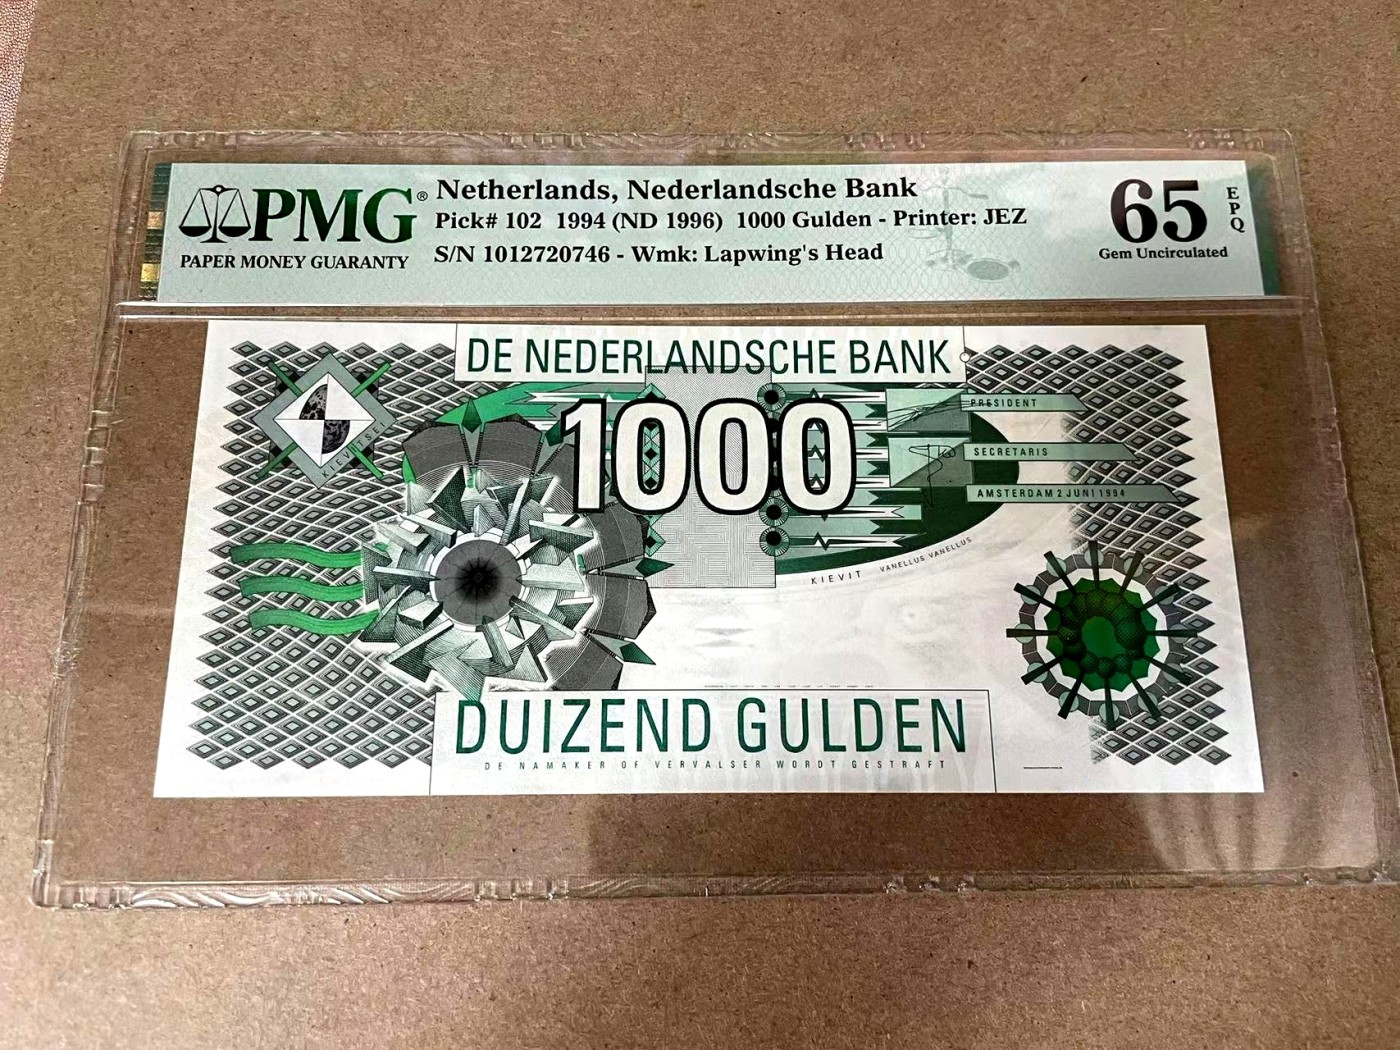 PMG®
PAPER MONEY GUARANTY
Netherlands, Nederlandsche Bank
Pick# 102 1994 (ND 1996) 1000 Gulden - Printer: JEZ
S/N 1012720746 - Wmk: Lapwing's Head
65
EPQ
Gem Uncirculated
DE NEDERLANDSCHE BANK
1000
KIEVITSEI
PRESIDENT
SECRETARIS
AMSTERDAM 2 JUNI 1994
KIEVIT VANELLUS VANELLUS
DUIZEND GULDEN
DE NAMAKER OF VERVALSER WORDT GESTRAFT